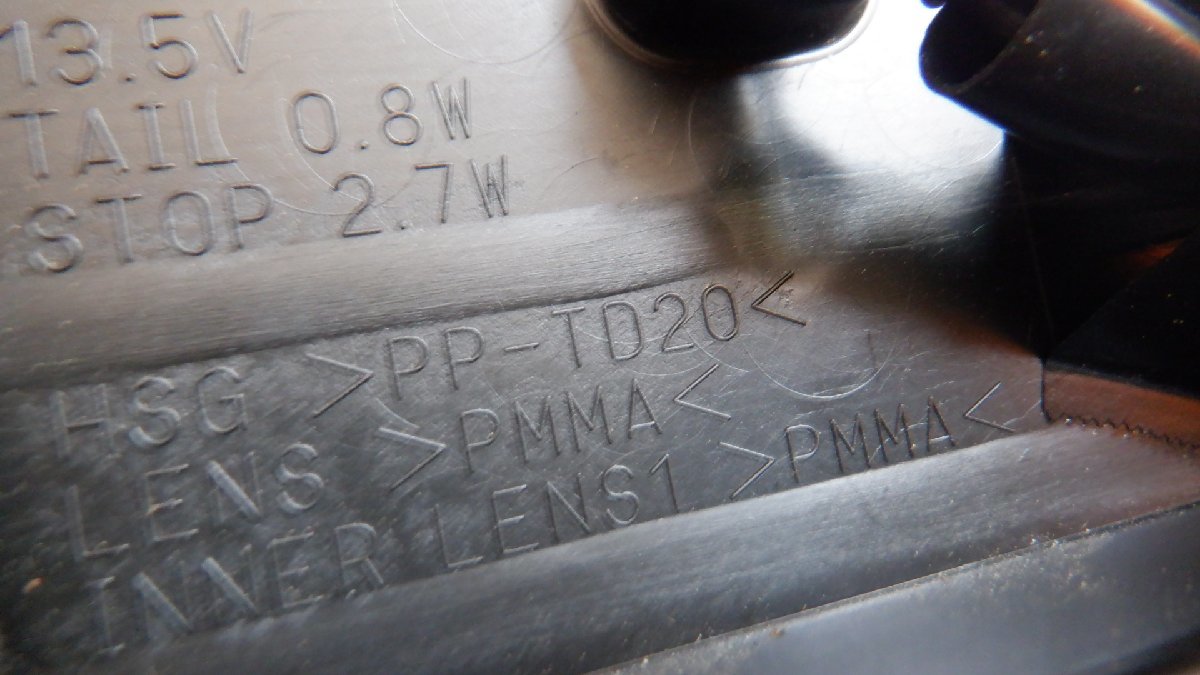 13.5V
TAIL 0.8W
STOP 2.7W
HSG >PP-TD20<
LENS >PMMA<
INNER LENS1 >PMMA<